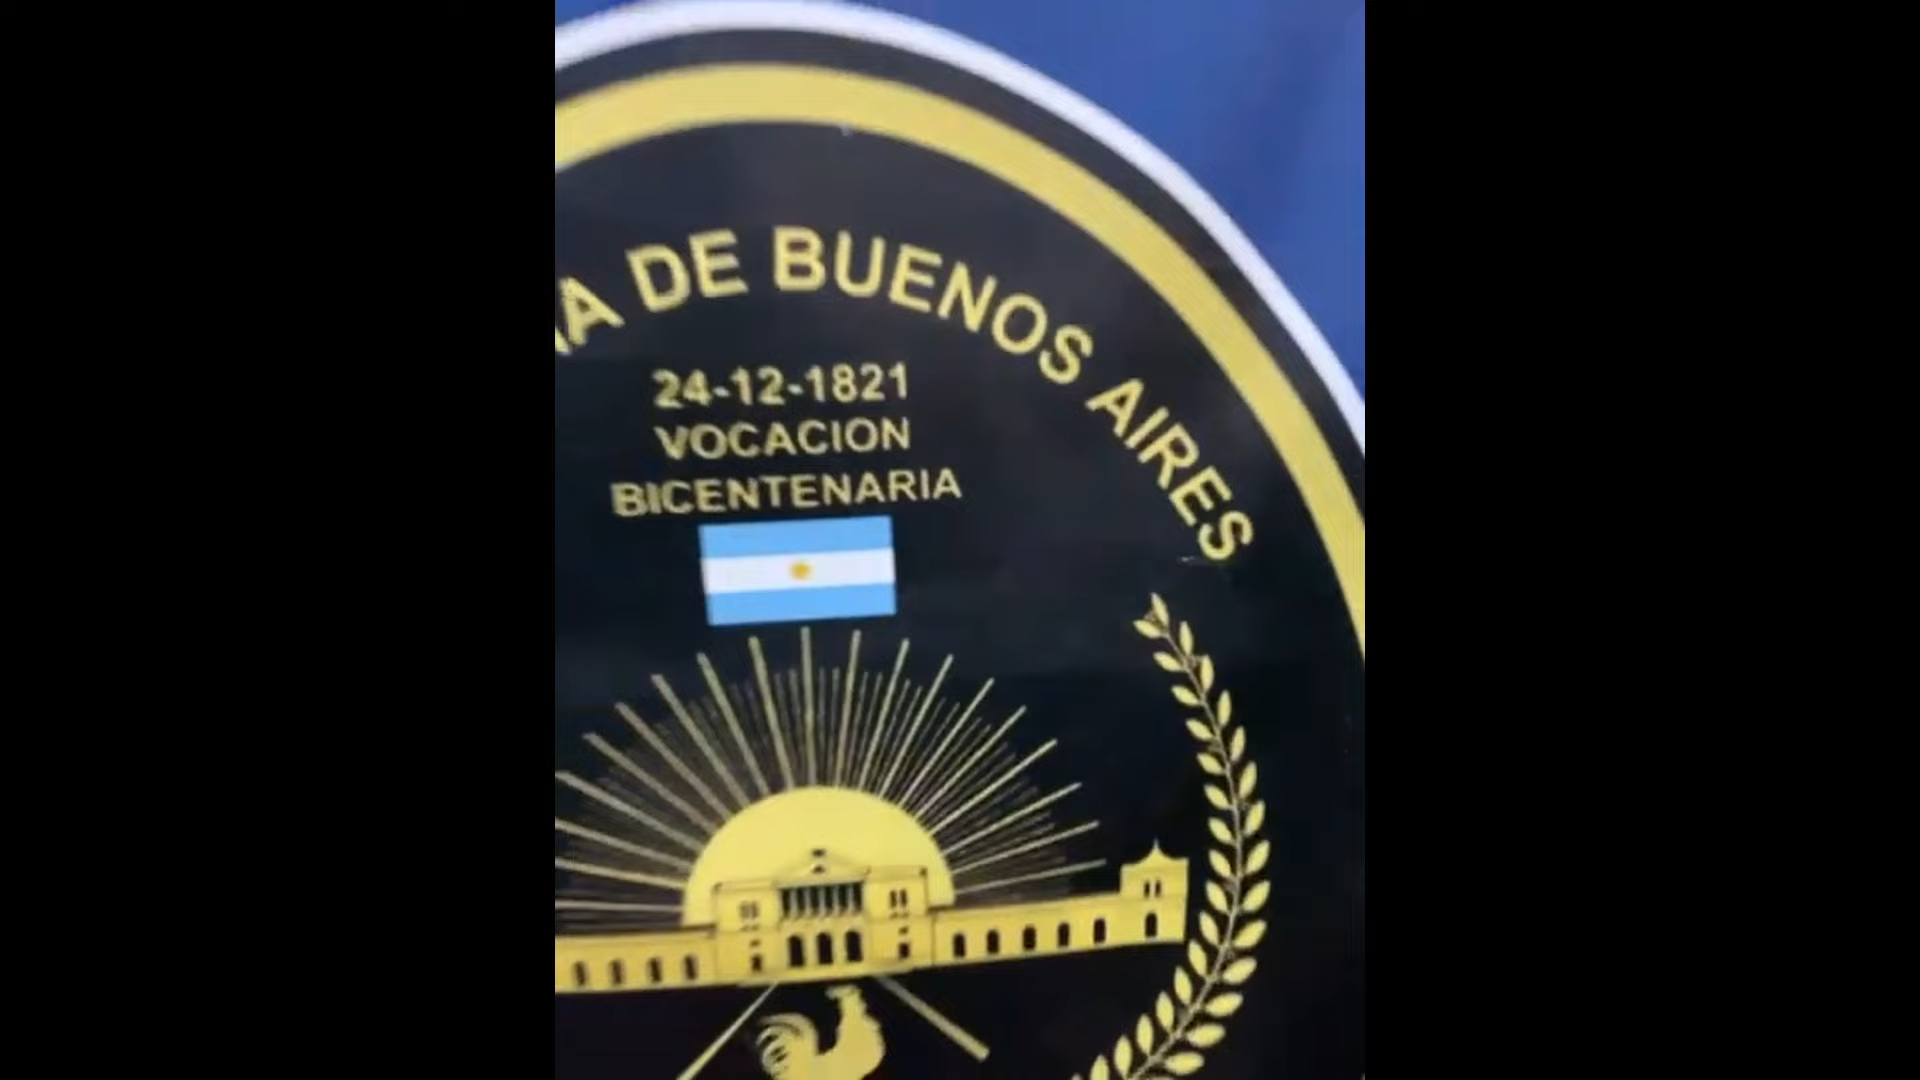 DE BUENOS AIRES
24-12-1821
VOCACION
BICENTENARIA